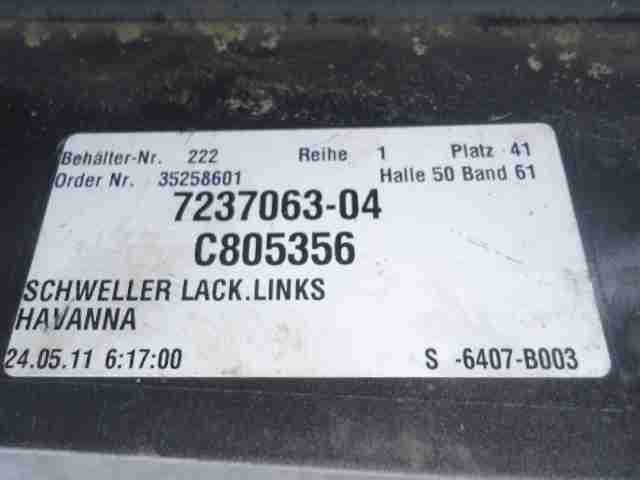 Behälter-Nr. 222 Reihe 1 Platz 41
Order Nr. 35258601 Halle 50 Band 61
7237063-04
C805356
SCHWELLER LACK.LINKS
HAVANNA
24.05.11 6:17:00 S -6407-B003